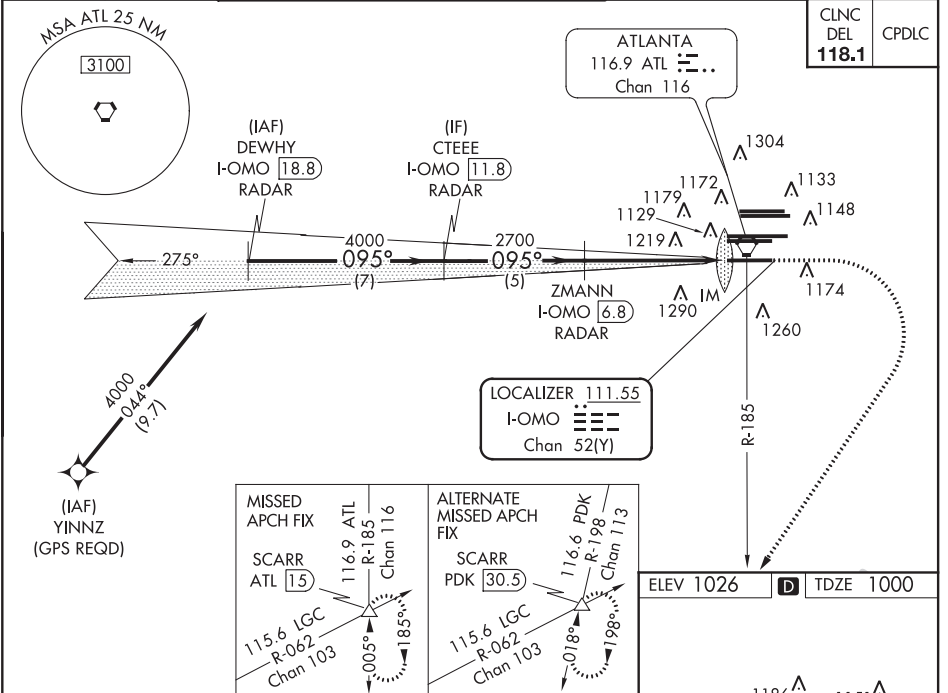 MSA ATL 25 NM
3100
CLNC
DEL
118.1
CPDLC
ATLANTA
116.9 ATL
Chan 116
(IAF)
DEWHY
I-OMO 18.8
RADAR
(IF)
CTEEE
I-OMO 11.8
RADAR
1304
1172
1133
1179
1148
1129
1219
275°
4000
095°
(7)
2700
095°
(5)
ZMANN
I-OMO 6.8
RADAR
1290
IM
1174
1260
4000
044°
(9.7)
(IAF)
YINNZ
(GPS REQD)
LOCALIZER 111.55
I-OMO
Chan 52(Y)
R-185
MISSED
APCH FIX
SCARR
ATL 15
116.9 ATL
R-185
Chan 116
115.6 LGC
R-062
Chan 103
005°
185°
ALTERNATE
MISSED APCH
FIX
SCARR
PDK 30.5
116.6 PDK
R-198
Chan 113
115.6 LGC
R-062
Chan 103
018°
198°
ELEV 1026
D
TDZE 1000